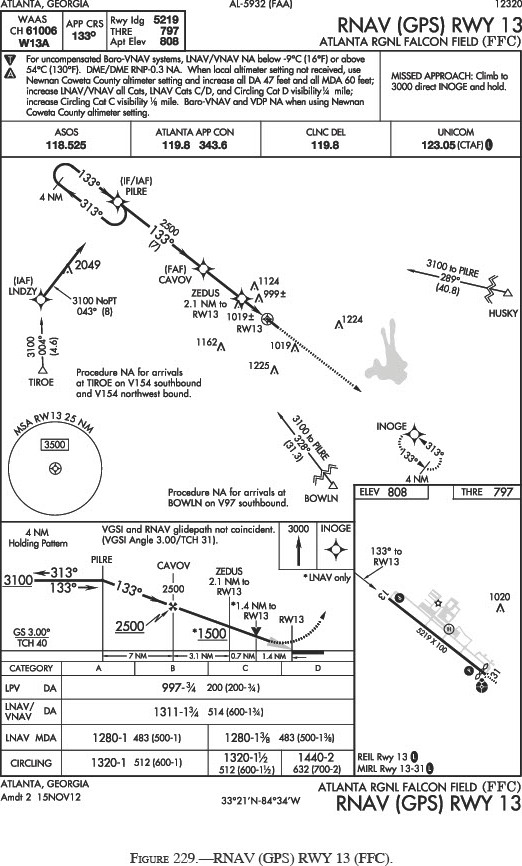 ATLANTA, GEORGIA
AL-5932 (FAA)
12320
WAAS
CH 61006
W13A
APP CRS
133°
Rwy ldg 5219
THRE 797
Apt Elev 808
RNAV (GPS) RWY 13
ATLANTA RGNL FALCON FIELD (FFC)
T
A
For uncompensated Baro-VNAV systems, LNAV/VNAV NA below -9°C (16°F) or above
54°C (130°F). DME/DME RNP-0.3 NA. When local altimeter setting not received, use
Newnan Coweta County altimeter setting and increase all DA 47 feet and all MDA 60 feet;
increase LNAV/VNAV all Cats, LNAV Cats C/D, and Circling Cat D visibility ¼ mile;
increase Circling Cat C visibility ⅛ mile. Baro-VNAV and VDP NA when using Newnan
Coweta County altimeter setting.
MISSED APPROACH: Climb to
3000 direct INOGE and hold.
ASOS
118.525
ATLANTA APP CON
119.8 343.6
CLNC DEL
119.8
UNICOM
123.05 (CTAF) L
133°
313°
4 NM
(IF/IAF)
PILRE
2500
133°
(7)
(FAF)
CAVOV
ZEDUS
2.1 NM to
RW13
1124
999±
1019±
RW13
2049
(IAF)
LNDZY
3100 NoPT
043° (8)
3100
004°
(4.6)
TIROE
3100 to PILRE
289°
(40.8)
HUSKY
1224
1162
1019
1225
Procedure NA for arrivals
at TIROE on V154 southbound
and V154 northwest bound.
MSA RW13 25 NM
3500
3100 to PILRE
328°
(31.3)
BOWLN
Procedure NA for arrivals at
BOWLN on V97 southbound.
INOGE
313°
133°
4 NM
ELEV 808
THRE 797
133° to
RW13
13
5219 X 100
31
1020
REIL Rwy 13 L
MIRL Rwy 13-31 L
4 NM
Holding Pattern
VGSI and RNAV glidepath not coincident.
(VGSI Angle 3.00/TCH 31).
3000
INOGE
*LNAV only
PILRE
CAVOV
ZEDUS
2.1 NM to
RW13
*1.4 NM to
RW13
RW13
3100
313°
133°
133°
2500
2500
*1500
GS 3.00°
TCH 40
7 NM
3.1 NM
0.7 NM
1.4 NM
CATEGORY A B C D
LPV DA 997-¾ 200 (200-¾)
LNAV/
VNAV DA 1311-1¾ 514 (600-1¾)
LNAV MDA 1280-1 483 (500-1) 1280-1⅜ 483 (500-1⅜)
CIRCLING 1320-1 512 (600-1) 1320-1½
512 (600-1½) 1440-2
632 (700-2)
ATLANTA, GEORGIA
Amdt 2 15NOV12
33°21'N-84°34'W
ATLANTA RGNL FALCON FIELD (FFC)
RNAV (GPS) RWY 13
FIGURE 229.—RNAV (GPS) RWY 13 (FFC).